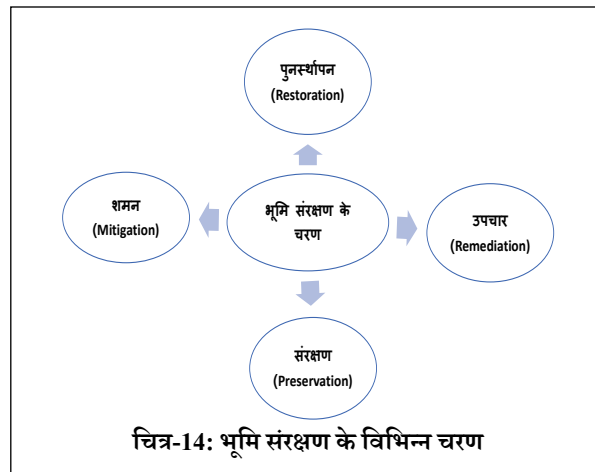 पुनर्स्थापन
(Restoration)
शमन
(Mitigation)
भूमि संरक्षण के
चरण
उपचार
(Remediation)
संरक्षण
(Preservation)
चित्र-14: भूमि संरक्षण के विभिन्न चरण